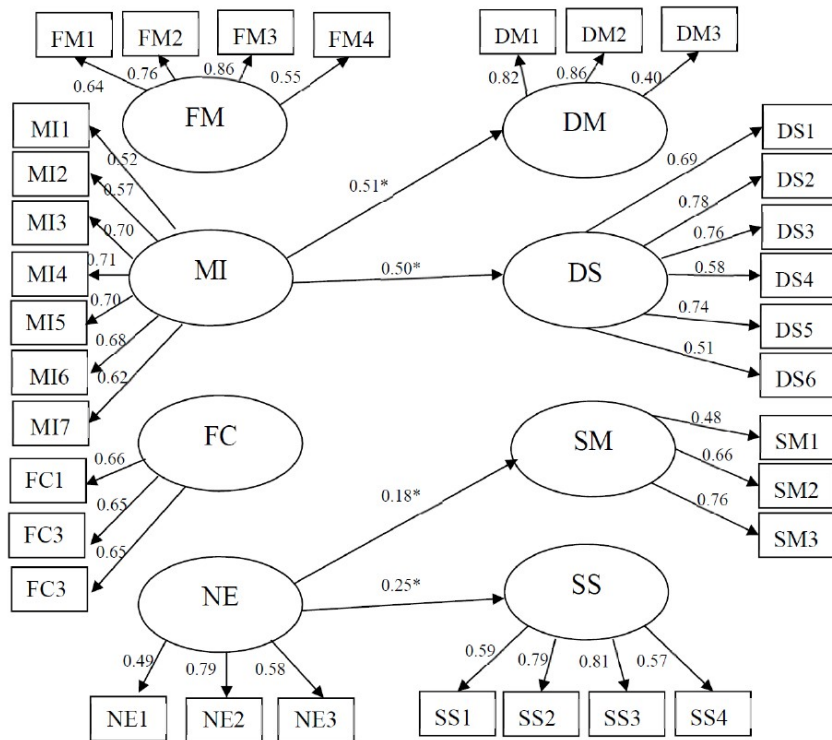 FM1
FM2
FM3
FM4
0.64
0.76
0.86
0.55
FM
DM1
DM2
DM3
0.82
0.86
0.40
DM
MI1
MI2
MI3
MI4
MI5
MI6
MI7
0.52
0.57
0.70
0.71
0.70
0.68
0.62
MI
0.51*
0.50*
DS
0.69
0.78
0.76
0.58
0.74
0.51
DS1
DS2
DS3
DS4
DS5
DS6
FC
0.66
0.65
0.65
FC1
FC3
FC3
SM
0.48
0.66
0.76
SM1
SM2
SM3
0.18*
0.25*
NE
0.49
0.79
0.58
NE1
NE2
NE3
SS
0.59
0.79
0.81
0.57
SS1
SS2
SS3
SS4